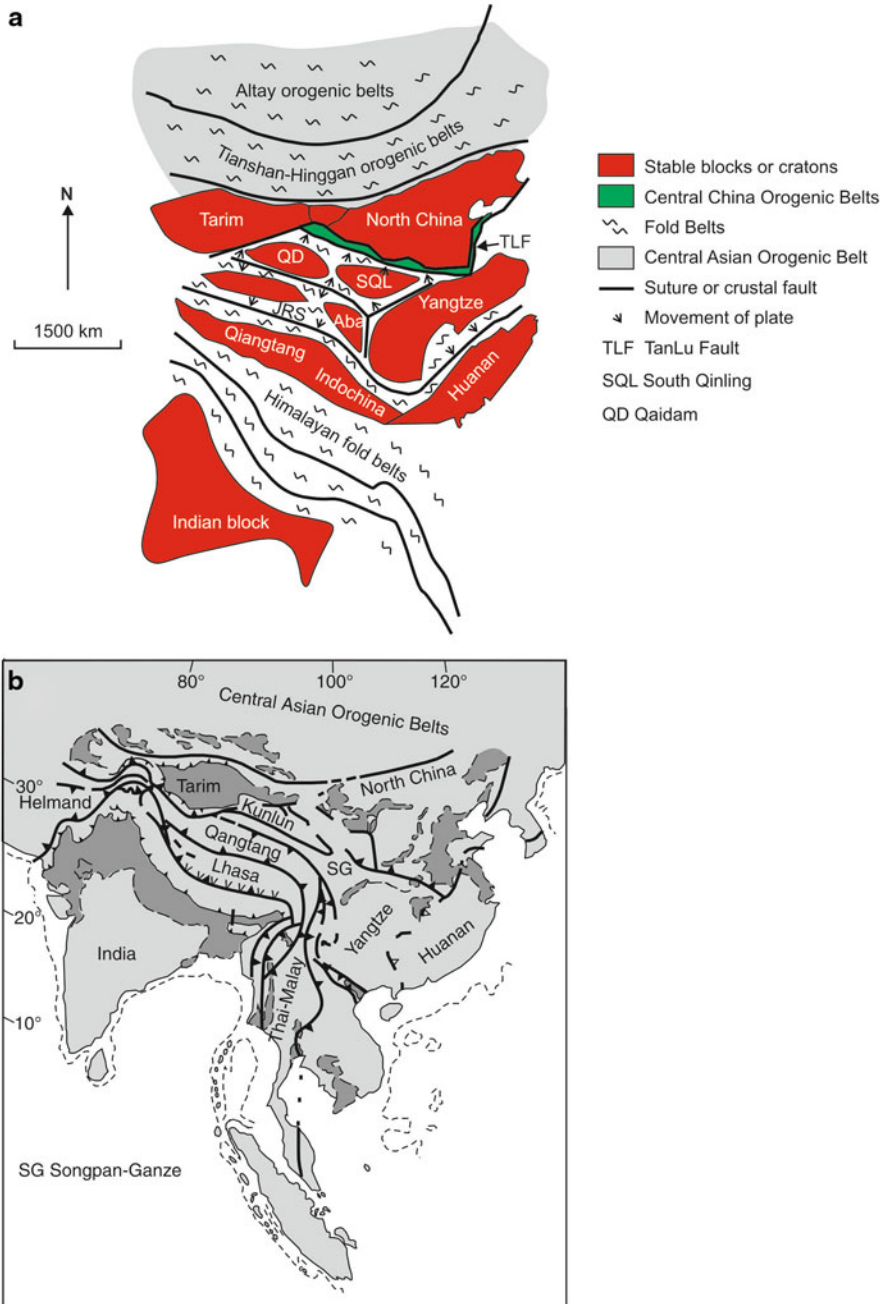 a
Altay orogenic belts
Tianshan-Hinggan orogenic belts
N
Tarim
North China
TLF
QD
SQL
Yangtze
1500 km
JRS
Aba
Qiangtang
Indochina
Huanan
Himalayan fold belts
Indian block
Stable blocks or cratons
Central China Orogenic Belts
Fold Belts
Central Asian Orogenic Belt
Suture or crustal fault
Movement of plate
TLF TanLu Fault
SQL South Qinling
QD Qaidam
b
80° 100° 120°
Central Asian Orogenic Belts
30°
Tarim
North China
Helmand
Kunlun
Qangtang
SG
Lhasa
20°
India
Yangtze
Huanan
10°
Thai-Malay
SG Songpan-Ganze